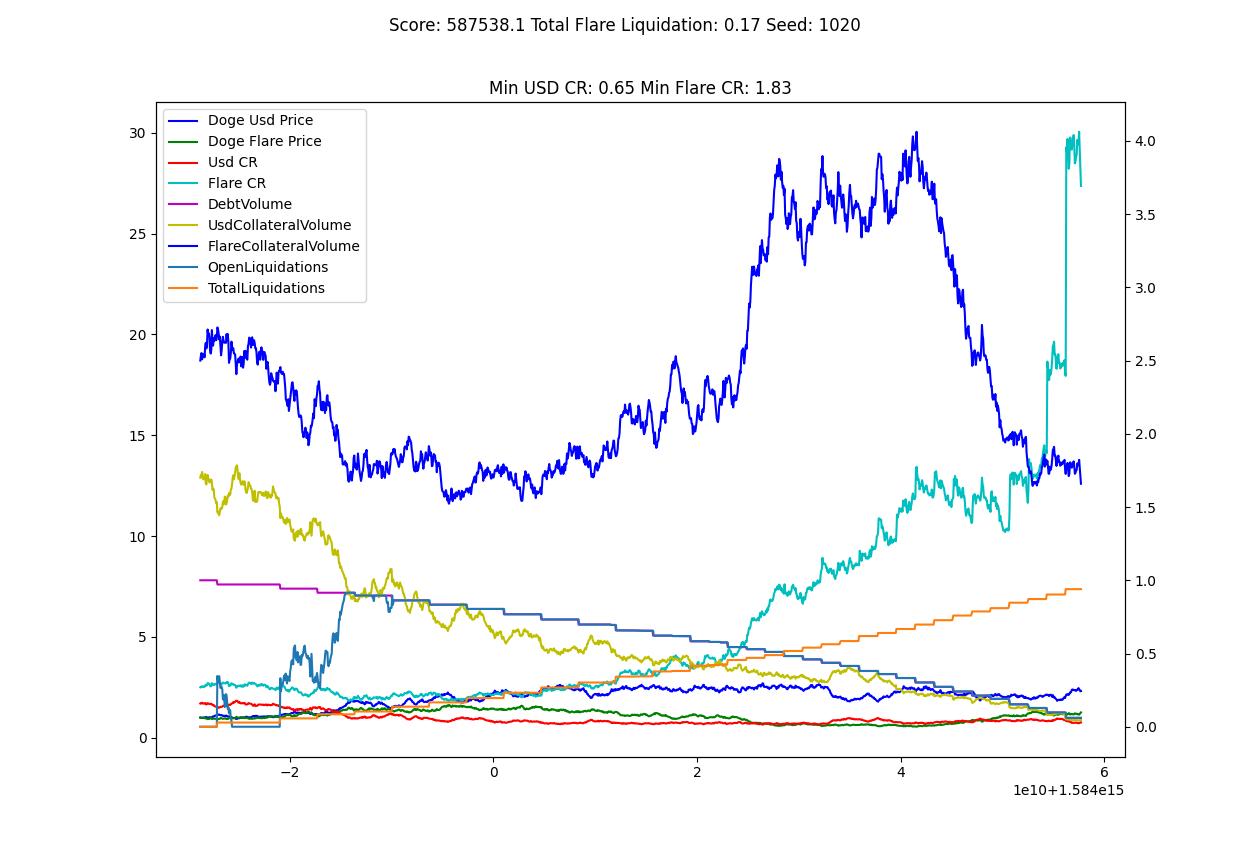 Score: 587538.1 Total Flare Liquidation: 0.17 Seed: 1020
Min USD CR: 0.65 Min Flare CR: 1.83
Doge Usd Price
Doge Flare Price
Usd CR
Flare CR
DebtVolume
UsdCollateralVolume
FlareCollateralVolume
OpenLiquidations
TotalLiquidations
30
25
20
15
10
5
0
4.0
3.5
3.0
2.5
2.0
1.5
1.0
0.5
0.0
−2
0
2
4
6
1e10+1.584e15